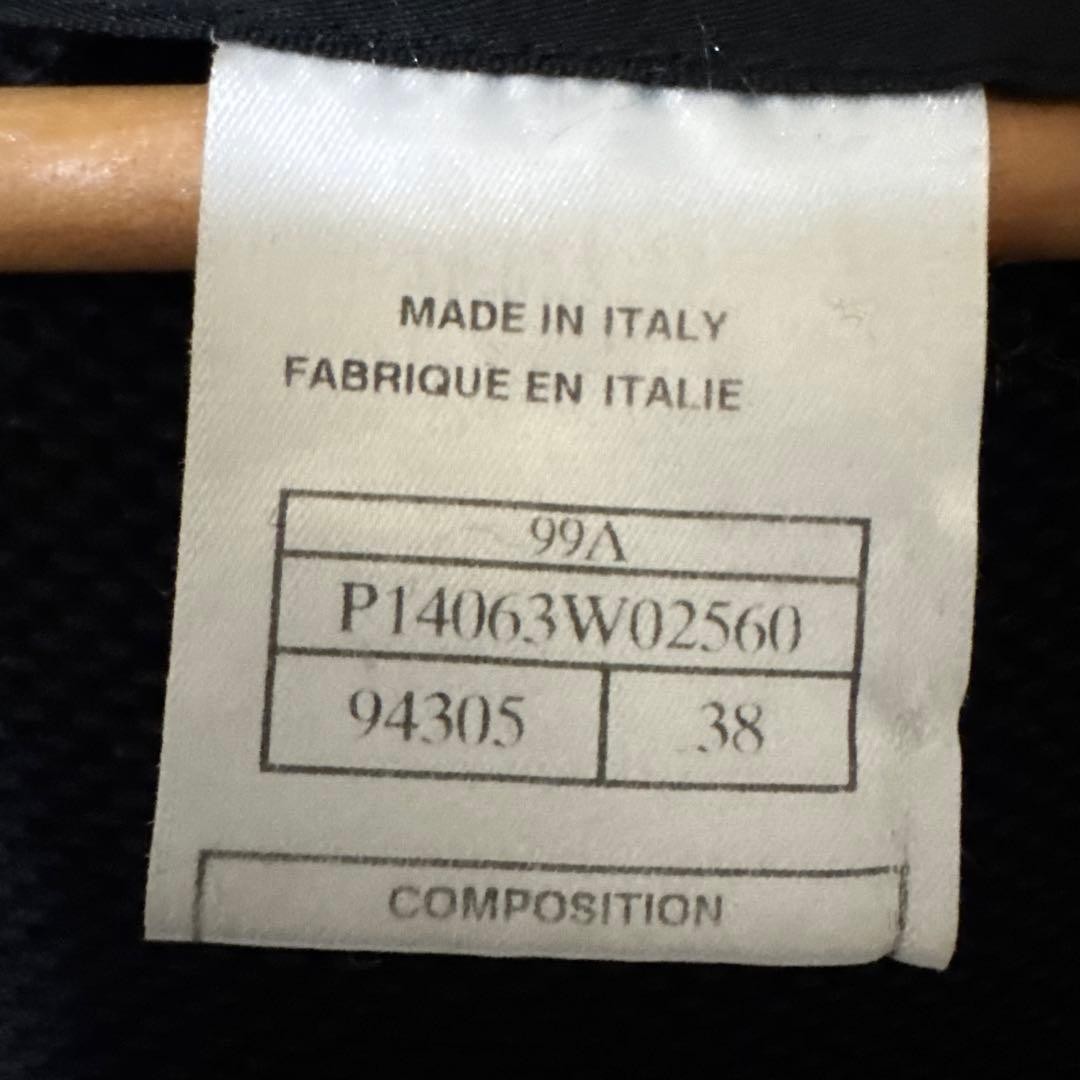 MADE IN ITALY
FABRIQUE EN ITALIE
99A
P14063W02560
94305 38
COMPOSITION